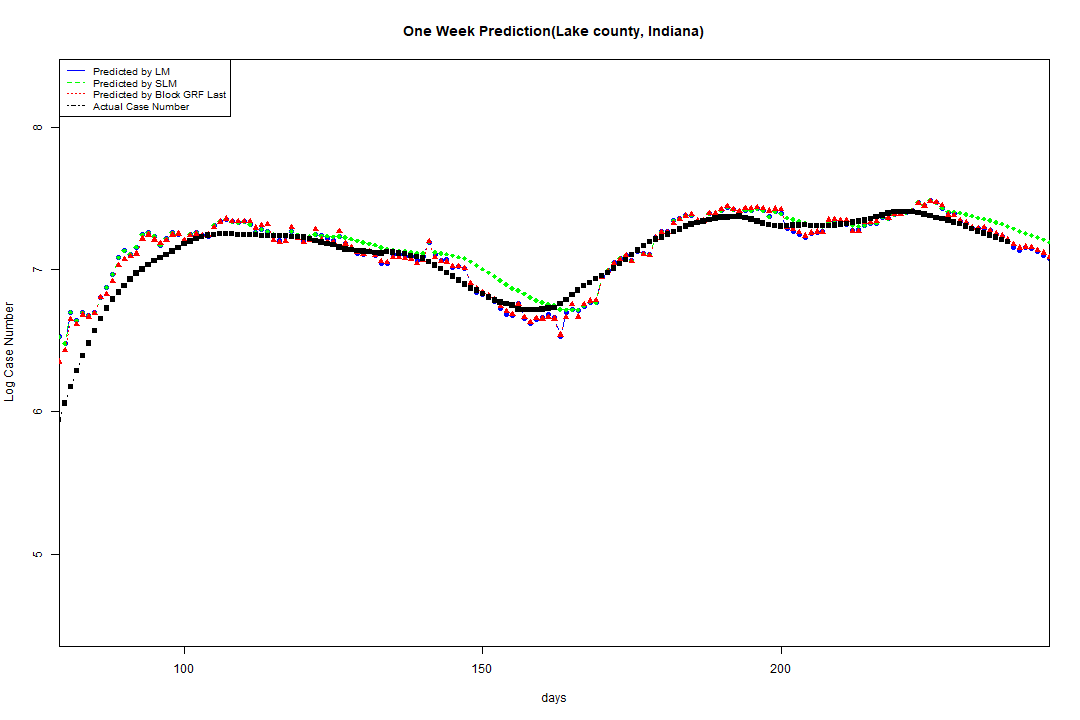 One Week Prediction(Lake county, Indiana)
Predicted by LM
Predicted by SLM
Predicted by Block GRF Last
Actual Case Number
8
7
6
5
Log Case Number
100 150 200
days